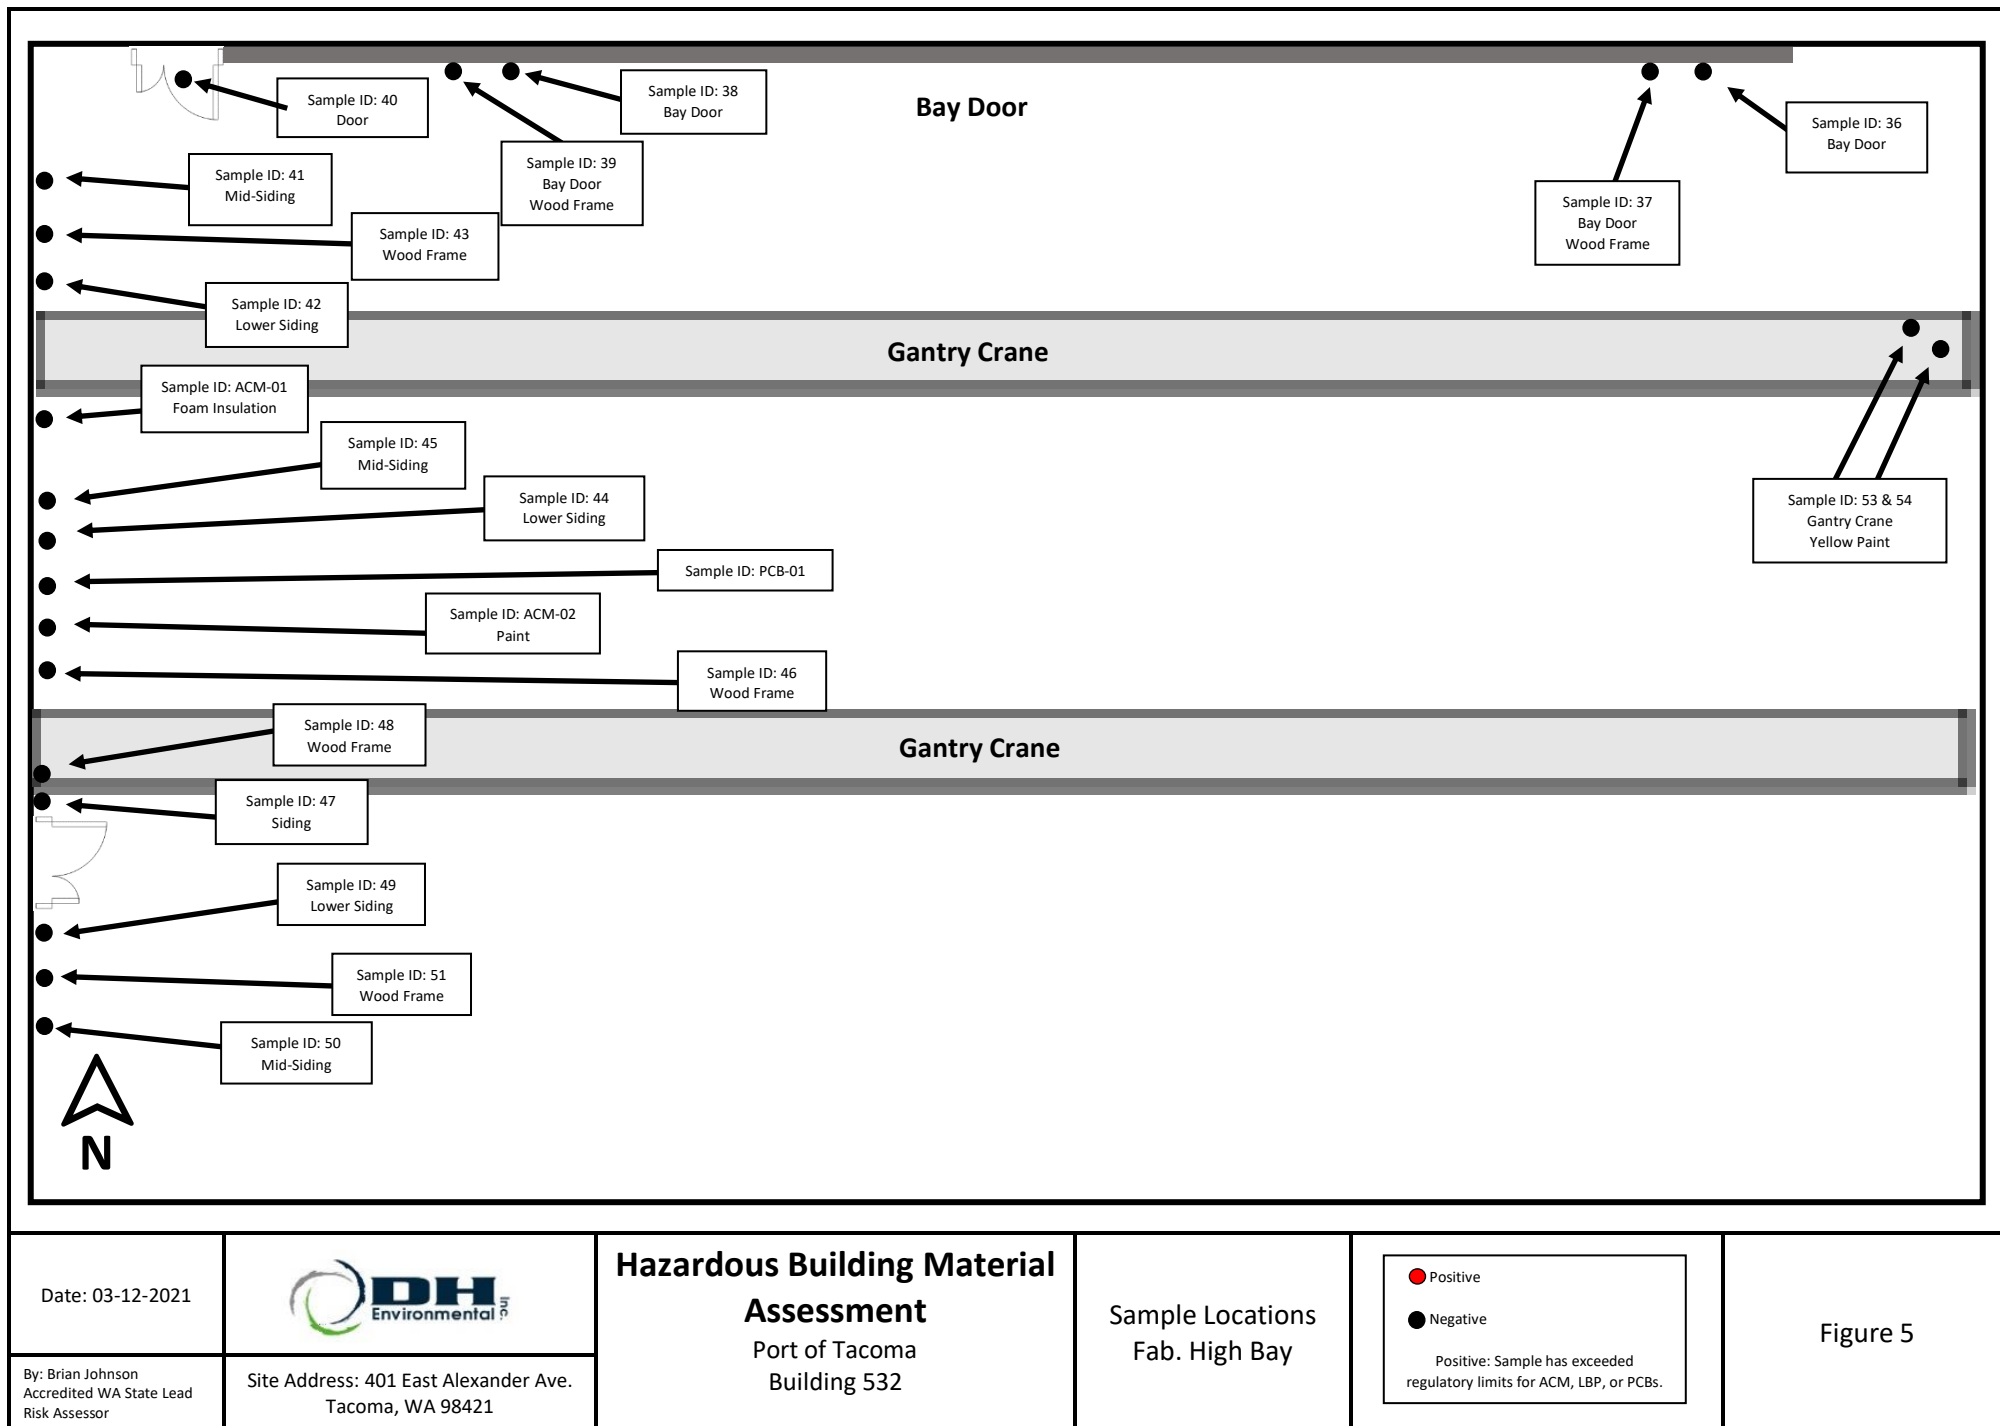 Sample ID: 40
Door
Sample ID: 38
Bay Door
Bay Door
Sample ID: 36
Bay Door
Sample ID: 39
Bay Door
Wood Frame
Sample ID: 41
Mid-Siding
Sample ID: 37
Bay Door
Wood Frame
Sample ID: 43
Wood Frame
Sample ID: 42
Lower Siding
Gantry Crane
Sample ID: ACM-01
Foam Insulation
Sample ID: 45
Mid-Siding
Sample ID: 44
Lower Siding
Sample ID: 53 & 54
Gantry Crane
Yellow Paint
Sample ID: PCB-01
Sample ID: ACM-02
Paint
Sample ID: 46
Wood Frame
Sample ID: 48
Wood Frame
Gantry Crane
Sample ID: 47
Siding
Sample ID: 49
Lower Siding
Sample ID: 51
Wood Frame
Sample ID: 50
Mid-Siding
N
Date: 03-12-2021
By: Brian Johnson
Accredited WA State Lead
Risk Assessor
DH
Environmental Inc
Site Address: 401 East Alexander Ave.
Tacoma, WA 98421
Hazardous Building Material
Assessment
Port of Tacoma
Building 532
Sample Locations
Fab. High Bay
Positive
Negative
Positive: Sample has exceeded
regulatory limits for ACM, LBP, or PCBs.
Figure 5